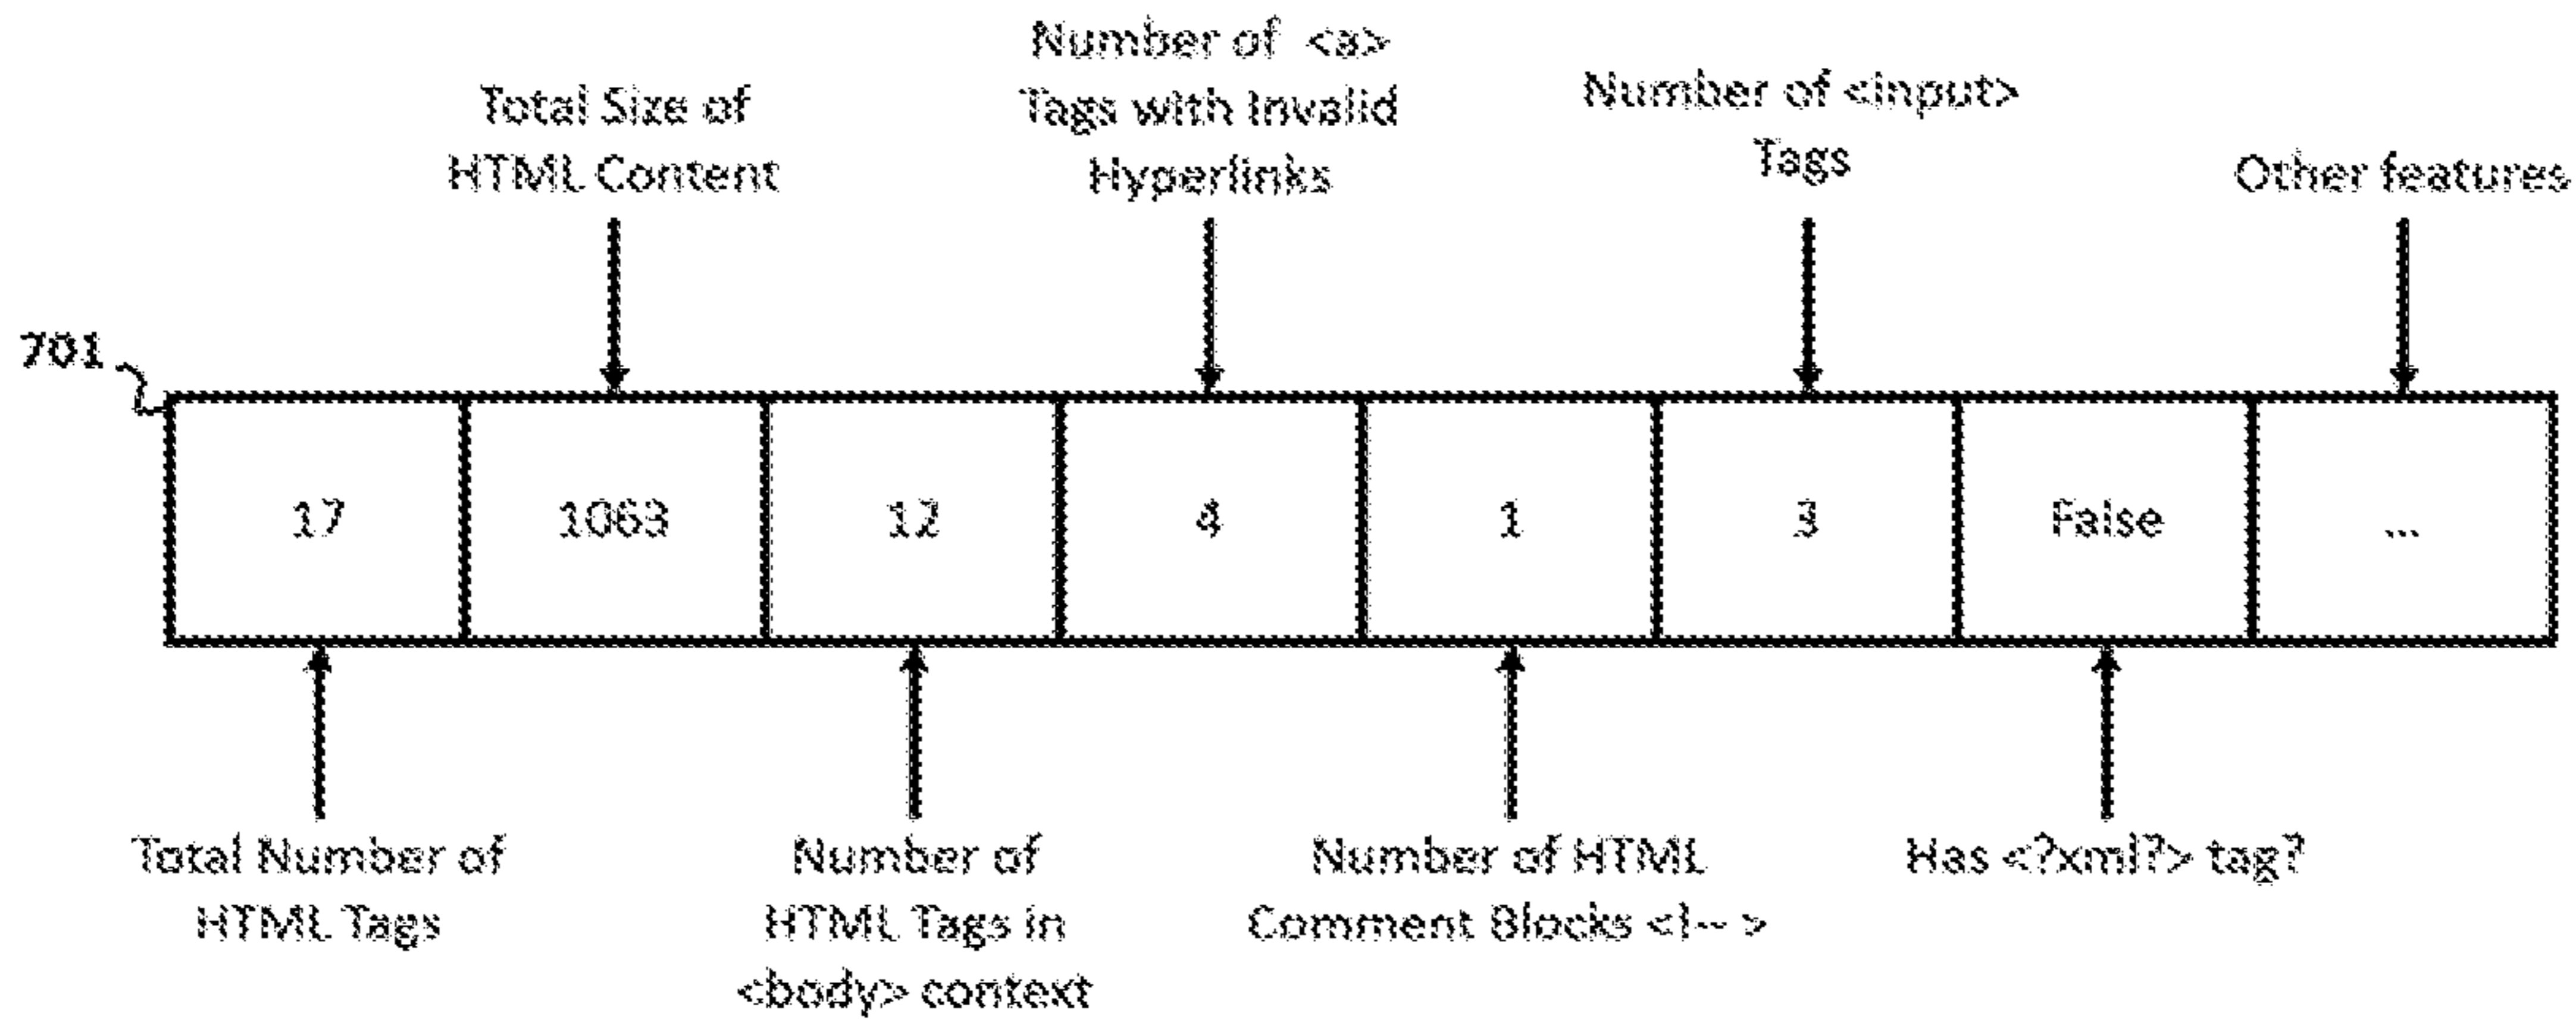 Number of <a>
Tags with Invalid
Hyperlinks
Total Size of
HTML Content
Number of <input>
Tags
Other features
701
17
1063
12
4
1
3
False
...
Total Number of
HTML Tags
Number of
HTML Tags in
<body> context
Number of HTML
Comment Blocks <!-- >
Has <?xml?> tag?